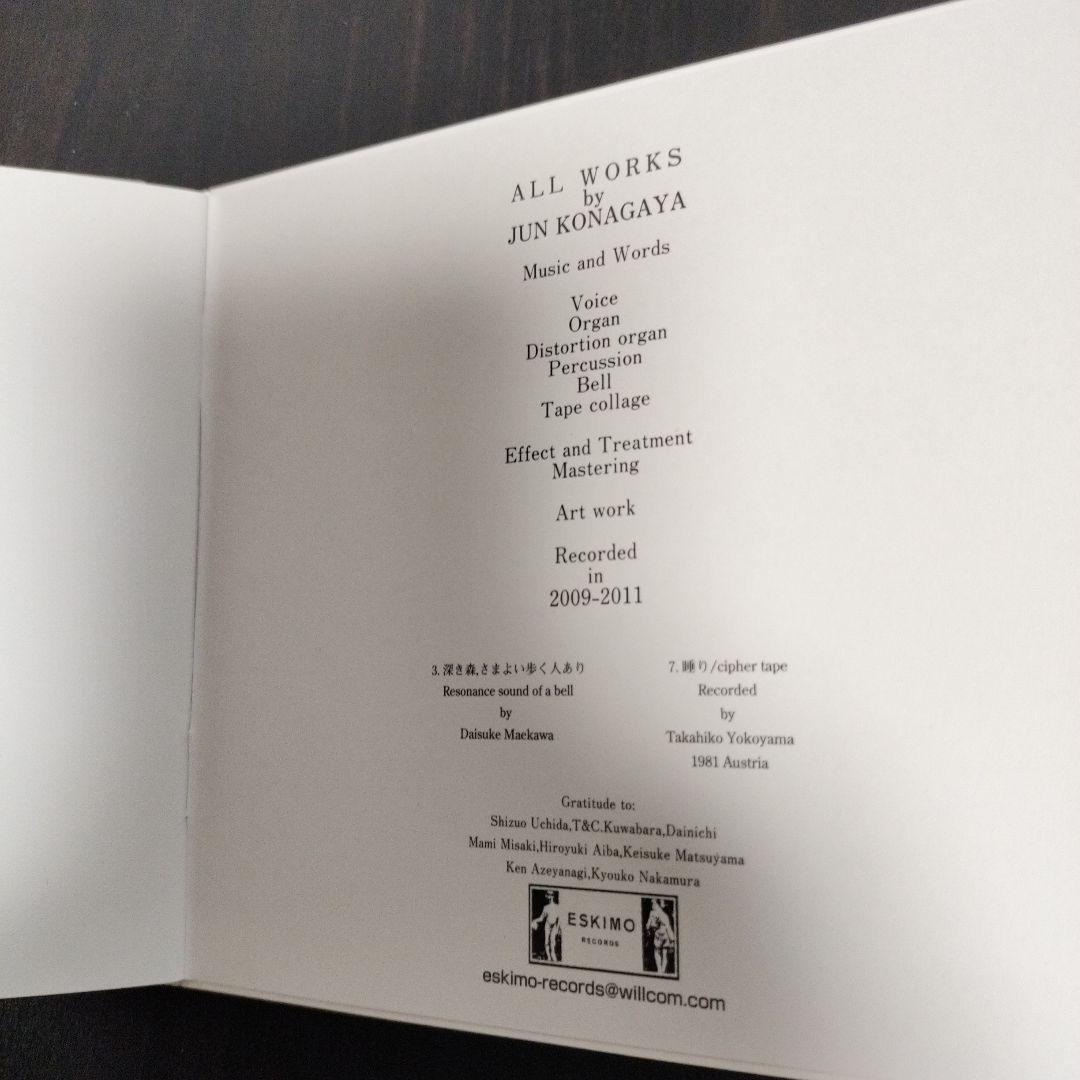 ALL WORKS
by
JUN KONAGAYA
Music and Words
Voice
Organ
Distortion organ
Percussion
Bell
Tape collage
Effect and Treatment
Mastering
Art work
Recorded
in
2009-2011
3. 深き森,さまよい歩く人あり
Resonance sound of a bell
by
Daisuke Maekawa
7. 睡り/cipher tape
Recorded
by
Takahiko Yokoyama
1981 Austria
Gratitude to:
Shizuo Uchida,T&C.Kuwabara,Dainichi
Mami Misaki,Hiroyuki Aiba,Keisuke Matsuyama
Ken Azeyanagi,Kyouko Nakamura
ESKIMO
RECORDS
eskimo-records@willcom.com